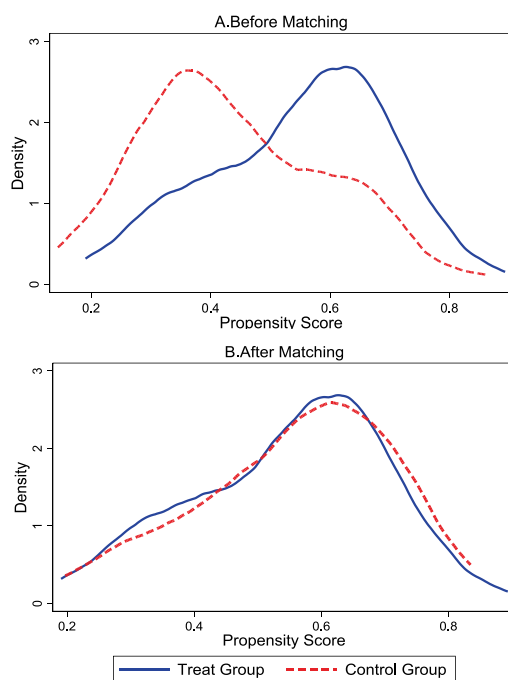 A.Before Matching
3
2
1
0
Density
0.2 0.4 0.6 0.8
Propensity Score
B.After Matching
3
2
1
0
Density
0.2 0.4 0.6 0.8
Propensity Score
Treat Group Control Group